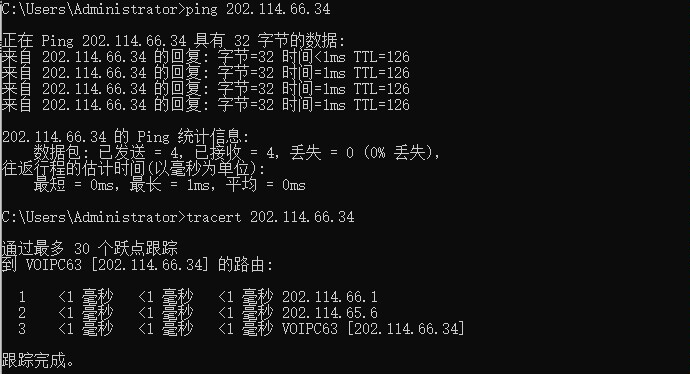 C:\Users\Administrator>ping 202.114.66.34
正在 Ping 202.114.66.34 具有 32 字节的数据:
来自 202.114.66.34 的回复: 字节=32 时间<1ms TTL=126
来自 202.114.66.34 的回复: 字节=32 时间=1ms TTL=126
来自 202.114.66.34 的回复: 字节=32 时间=1ms TTL=126
来自 202.114.66.34 的回复: 字节=32 时间=1ms TTL=126
202.114.66.34 的 Ping 统计信息:
数据包: 已发送 = 4, 已接收 = 4, 丢失 = 0 (0% 丢失),
往返行程的估计时间(以毫秒为单位):
最短 = 0ms, 最长 = 1ms, 平均 = 0ms
C:\Users\Administrator>tracert 202.114.66.34
通过最多 30 个跃点跟踪
到 VOIPC63 [202.114.66.34] 的路由:
1 <1 毫秒 <1 毫秒 <1 毫秒 202.114.66.1
2 <1 毫秒 <1 毫秒 <1 毫秒 202.114.65.6
3 <1 毫秒 <1 毫秒 <1 毫秒 VOIPC63 [202.114.66.34]
跟踪完成。